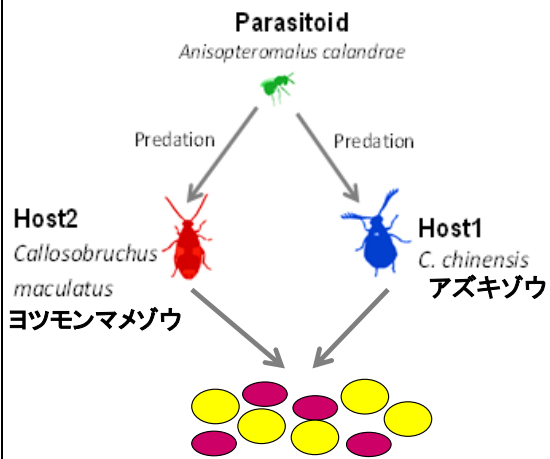 Parasitoid
Anisopteromalus calandrae
Predation
Predation
Host2
Callosobruchus
maculatus
ヨツモンマメゾウ
Host1
C. chinensis
アズキゾウ